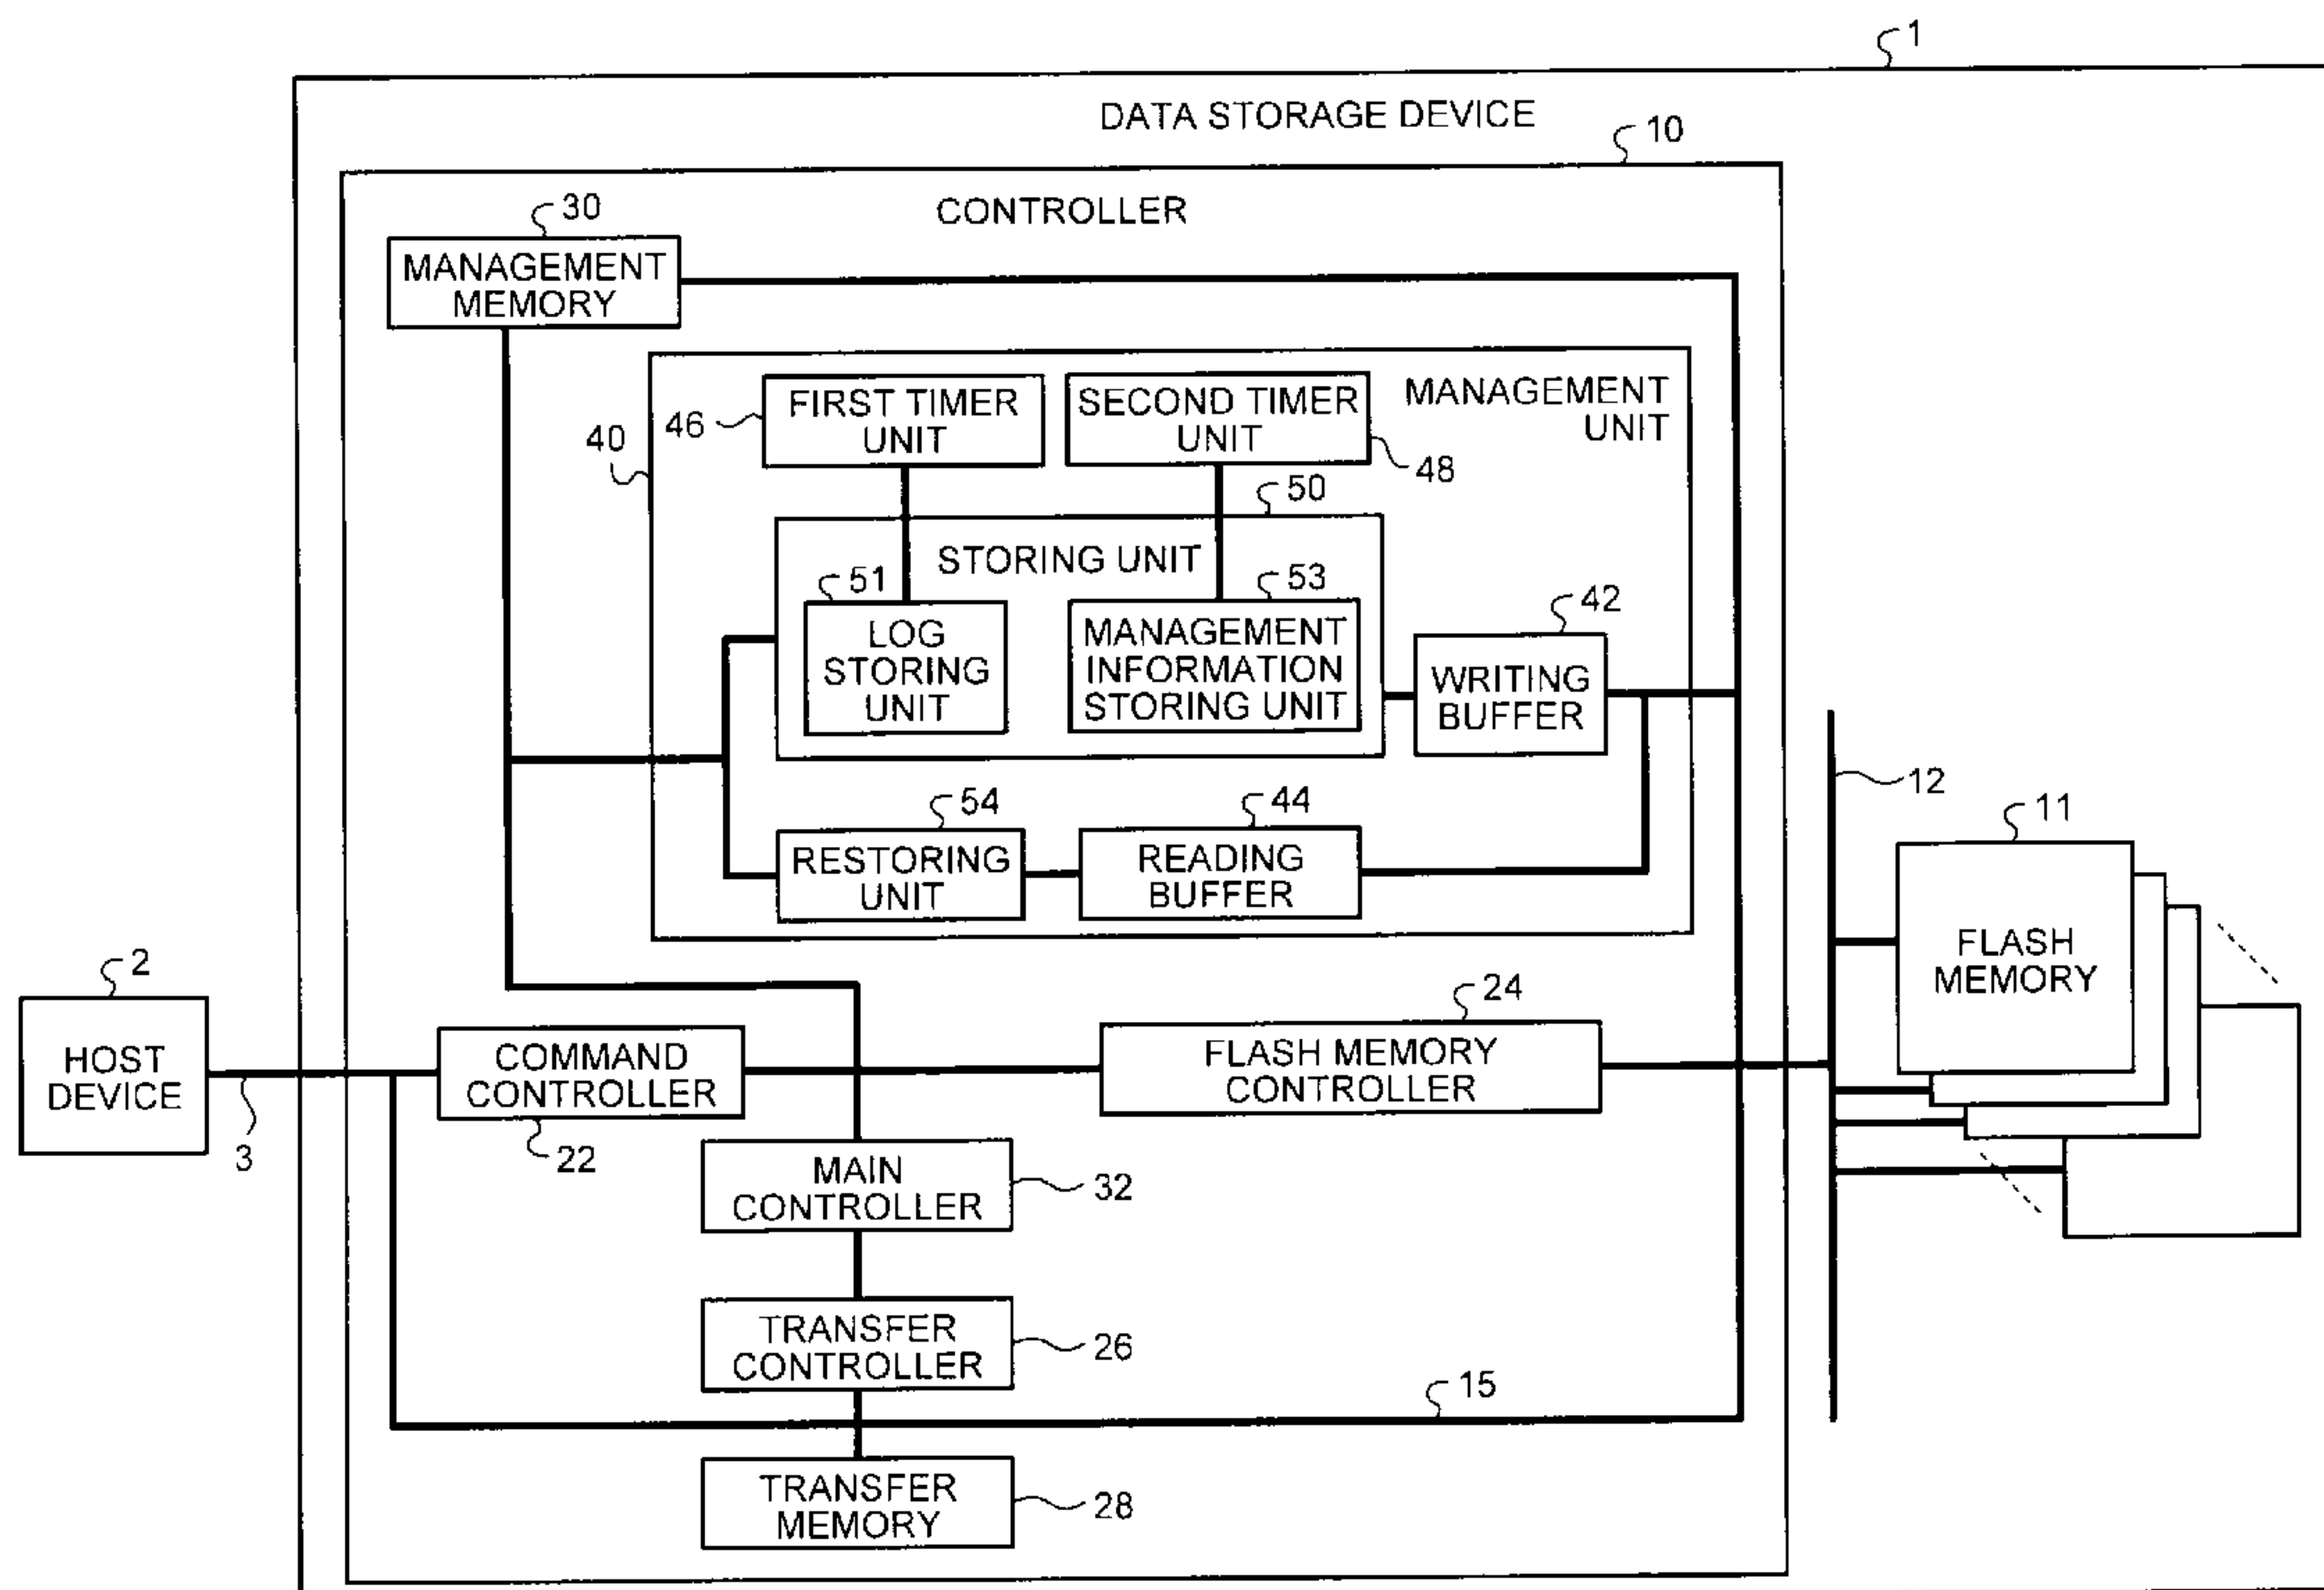 1
DATA STORAGE DEVICE
10
CONTROLLER
30
MANAGEMENT
MEMORY
MANAGEMENT
UNIT
FIRST TIMER
UNIT
46
SECOND TIMER
UNIT
48
40
50
STORING UNIT
51
LOG
STORING
UNIT
53
MANAGEMENT
INFORMATION
STORING UNIT
42
WRITING
BUFFER
54
RESTORING
UNIT
44
READING
BUFFER
12
11
FLASH
MEMORY
2
HOST
DEVICE
3
COMMAND
CONTROLLER
22
24
FLASH MEMORY
CONTROLLER
MAIN
CONTROLLER
32
TRANSFER
CONTROLLER
26
15
TRANSFER
MEMORY
28